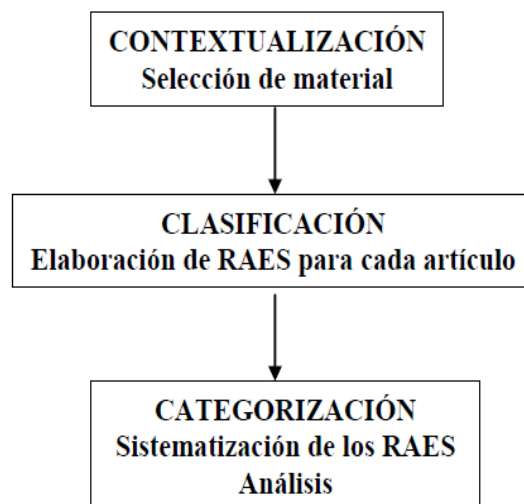 CONTEXTUALIZACIÓN
Selección de material
CLASIFICACIÓN
Elaboración de RAES para cada artículo
CATEGORIZACIÓN
Sistematización de los RAES
Análisis